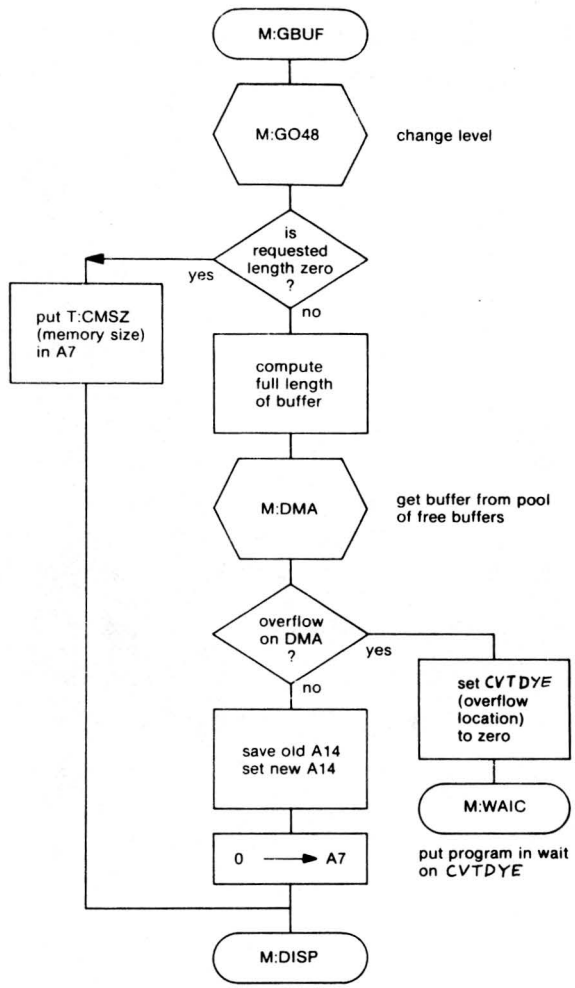 M:GBUF
M:GO48
change level
is
requested
length zero
?
yes
no
put T:CMSZ
(memory size)
in A7
compute
full length
of buffer
M:DMA
get buffer from pool
of free buffers
overflow
on DMA
?
yes
no
set CVTDYE
(overflow
location)
to zero
save old A14
set new A14
M:WAIC
put program in wait
on CVTDYE
0 → A7
M:DISP